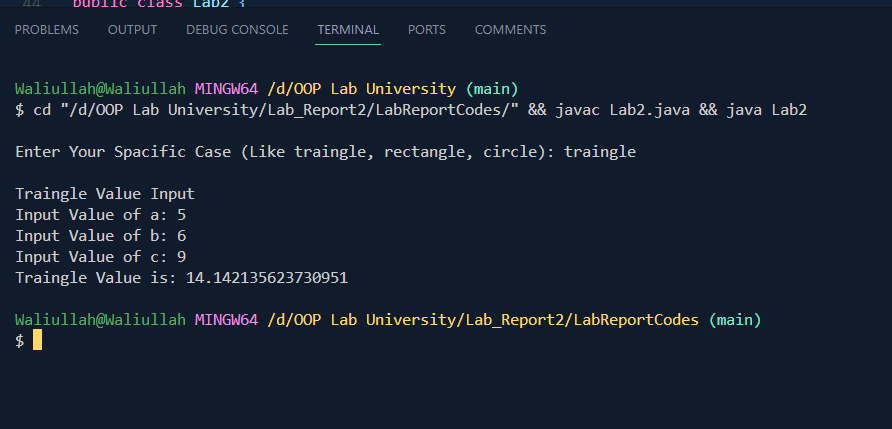 44 public class Lab2 {
PROBLEMS OUTPUT DEBUG CONSOLE TERMINAL PORTS COMMENTS
Waliullah@Waliullah MINGW64 /d/OOP Lab University (main)
$ cd "/d/OOP Lab University/Lab_Report2/LabReportCodes/" && javac Lab2.java && java Lab2
Enter Your Spacific Case (Like traingle, rectangle, circle): traingle
Traingle Value Input
Input Value of a: 5
Input Value of b: 6
Input Value of c: 9
Traingle Value is: 14.142135623730951
Waliullah@Waliullah MINGW64 /d/OOP Lab University/Lab_Report2/LabReportCodes (main)
$